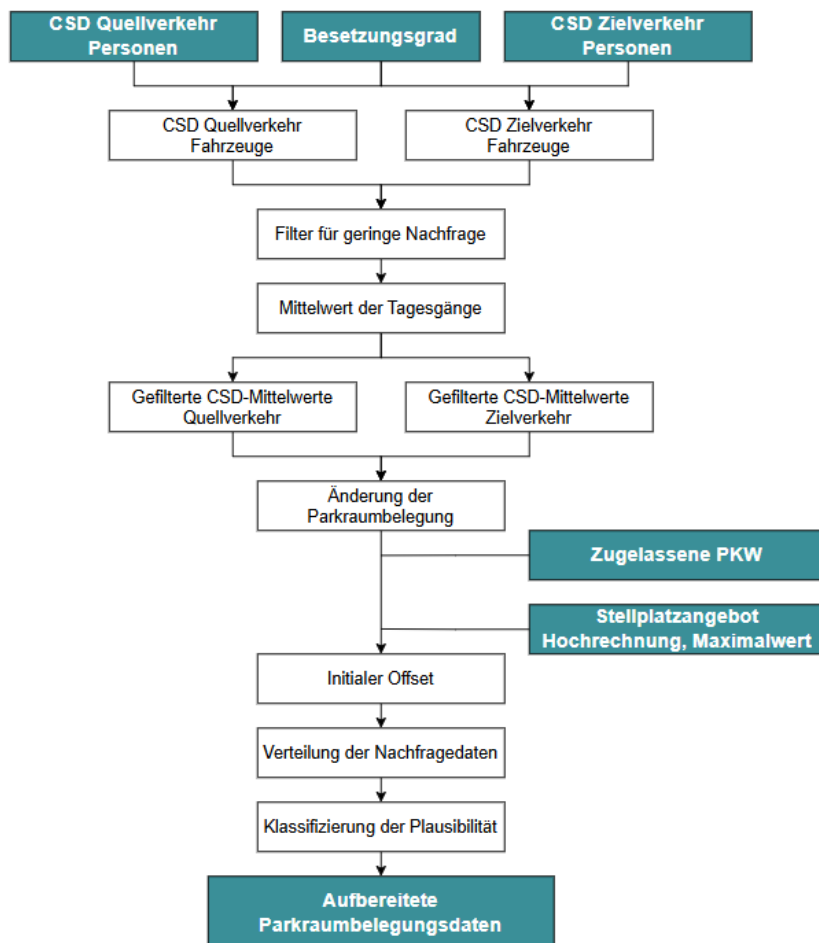 CSD Quellverkehr
Personen
Besetzungsgrad
CSD Zielverkehr
Personen
CSD Quellverkehr
Fahrzeuge
CSD Zielverkehr
Fahrzeuge
Filter für geringe Nachfrage
Mittelwert der Tagesgänge
Gefilterte CSD-Mittelwerte
Quellverkehr
Gefilterte CSD-Mittelwerte
Zielverkehr
Änderung der
Parkraumbelegung
Zugelassene PKW
Stellplatzangebot
Hochrechnung, Maximalwert
Initialer Offset
Verteilung der Nachfragedaten
Klassifizierung der Plausibilität
Aufbereitete
Parkraumbelegungsdaten